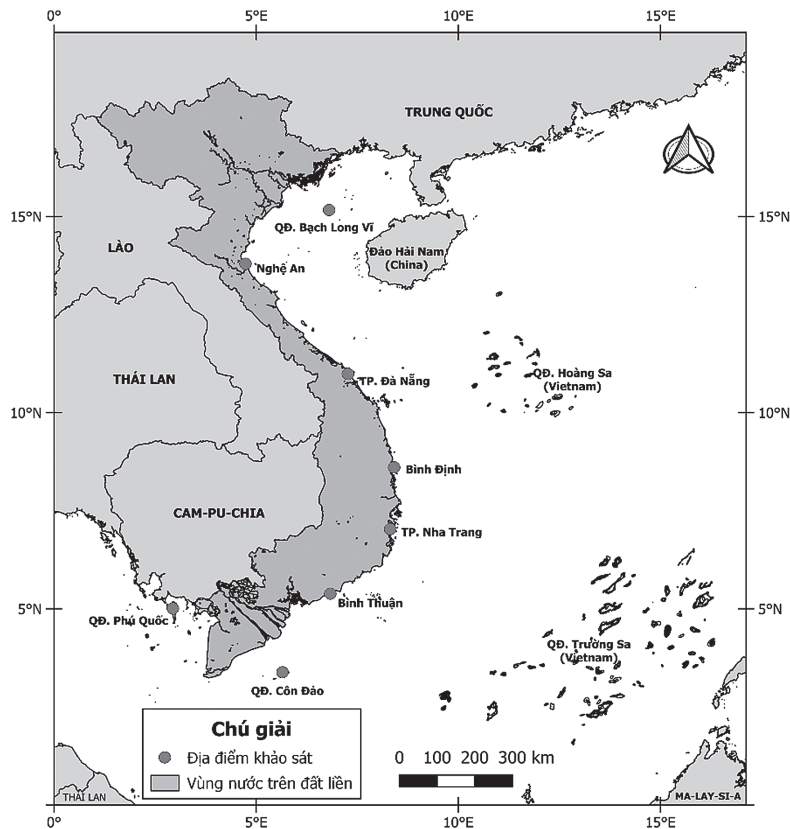 0°
5°E
10°E
15°E
TRUNG QUỐC
15°N
15°N
QĐ. Bạch Long Vĩ
LÀO
Đảo Hải Nam
(China)
Nghệ An
THÁI LAN
TP. Đà Nẵng
QĐ. Hoàng Sa
(Vietnam)
10°N
10°N
Bình Định
CAM-PU-CHIA
TP. Nha Trang
Bình Thuận
5°N
5°N
QĐ. Phú Quốc
QĐ. Trường Sa
(Vietnam)
QĐ. Côn Đảo
Chú giải
Địa điểm khảo sát
Vùng nước trên đất liền
0 100 200 300 km
THÁI LAN
MA-LAY-SI-A
0°
5°E
10°E
15°E